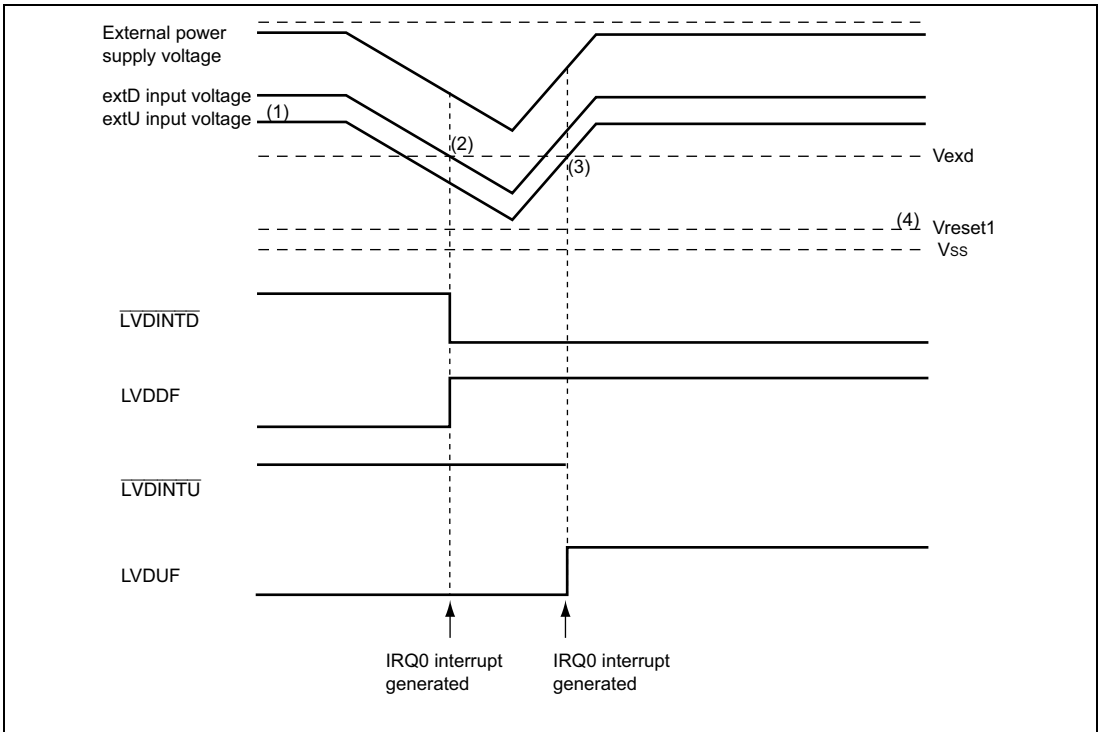 External power
supply voltage
extD input voltage
extU input voltage
(1)
(2)
(3)
Vexd
(4)
Vreset1
Vss
LVDINTD
LVDDF
LVDINTU
LVDUF
IRQ0 interrupt
generated
IRQ0 interrupt
generated